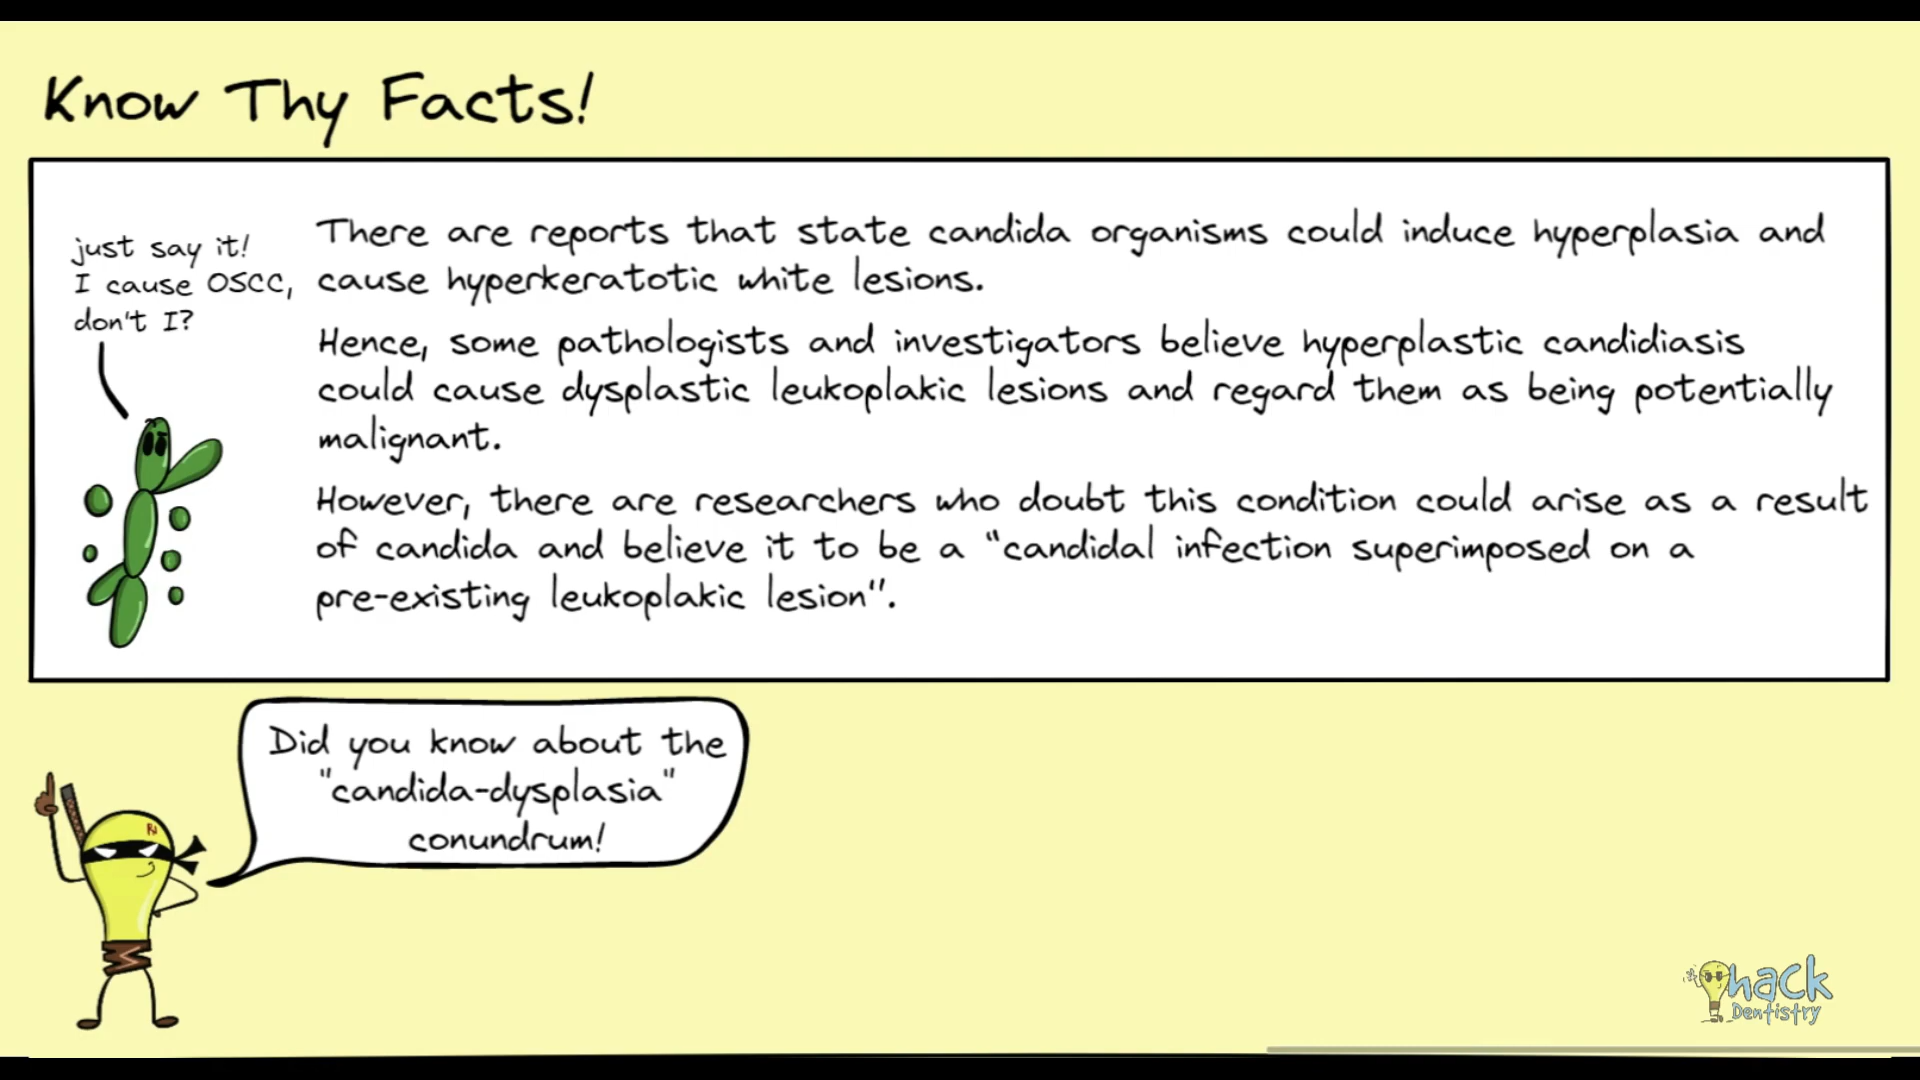 Know Thy Facts!
just say it!
I cause OSCC,
don't I?
There are reports that state candida organisms could induce hyperplasia and
cause hyperkeratotic white lesions.
Hence, some pathologists and investigators believe hyperplastic candidiasis
could cause dysplastic leukoplakic lesions and regard them as being potentially
malignant.
However, there are researchers who doubt this condition could arise as a result
of candida and believe it to be a "candidal infection superimposed on a
pre-existing leukoplakic lesion".
Did you know about the
"candida-dysplasia"
conundrum!
hack
Dentistry